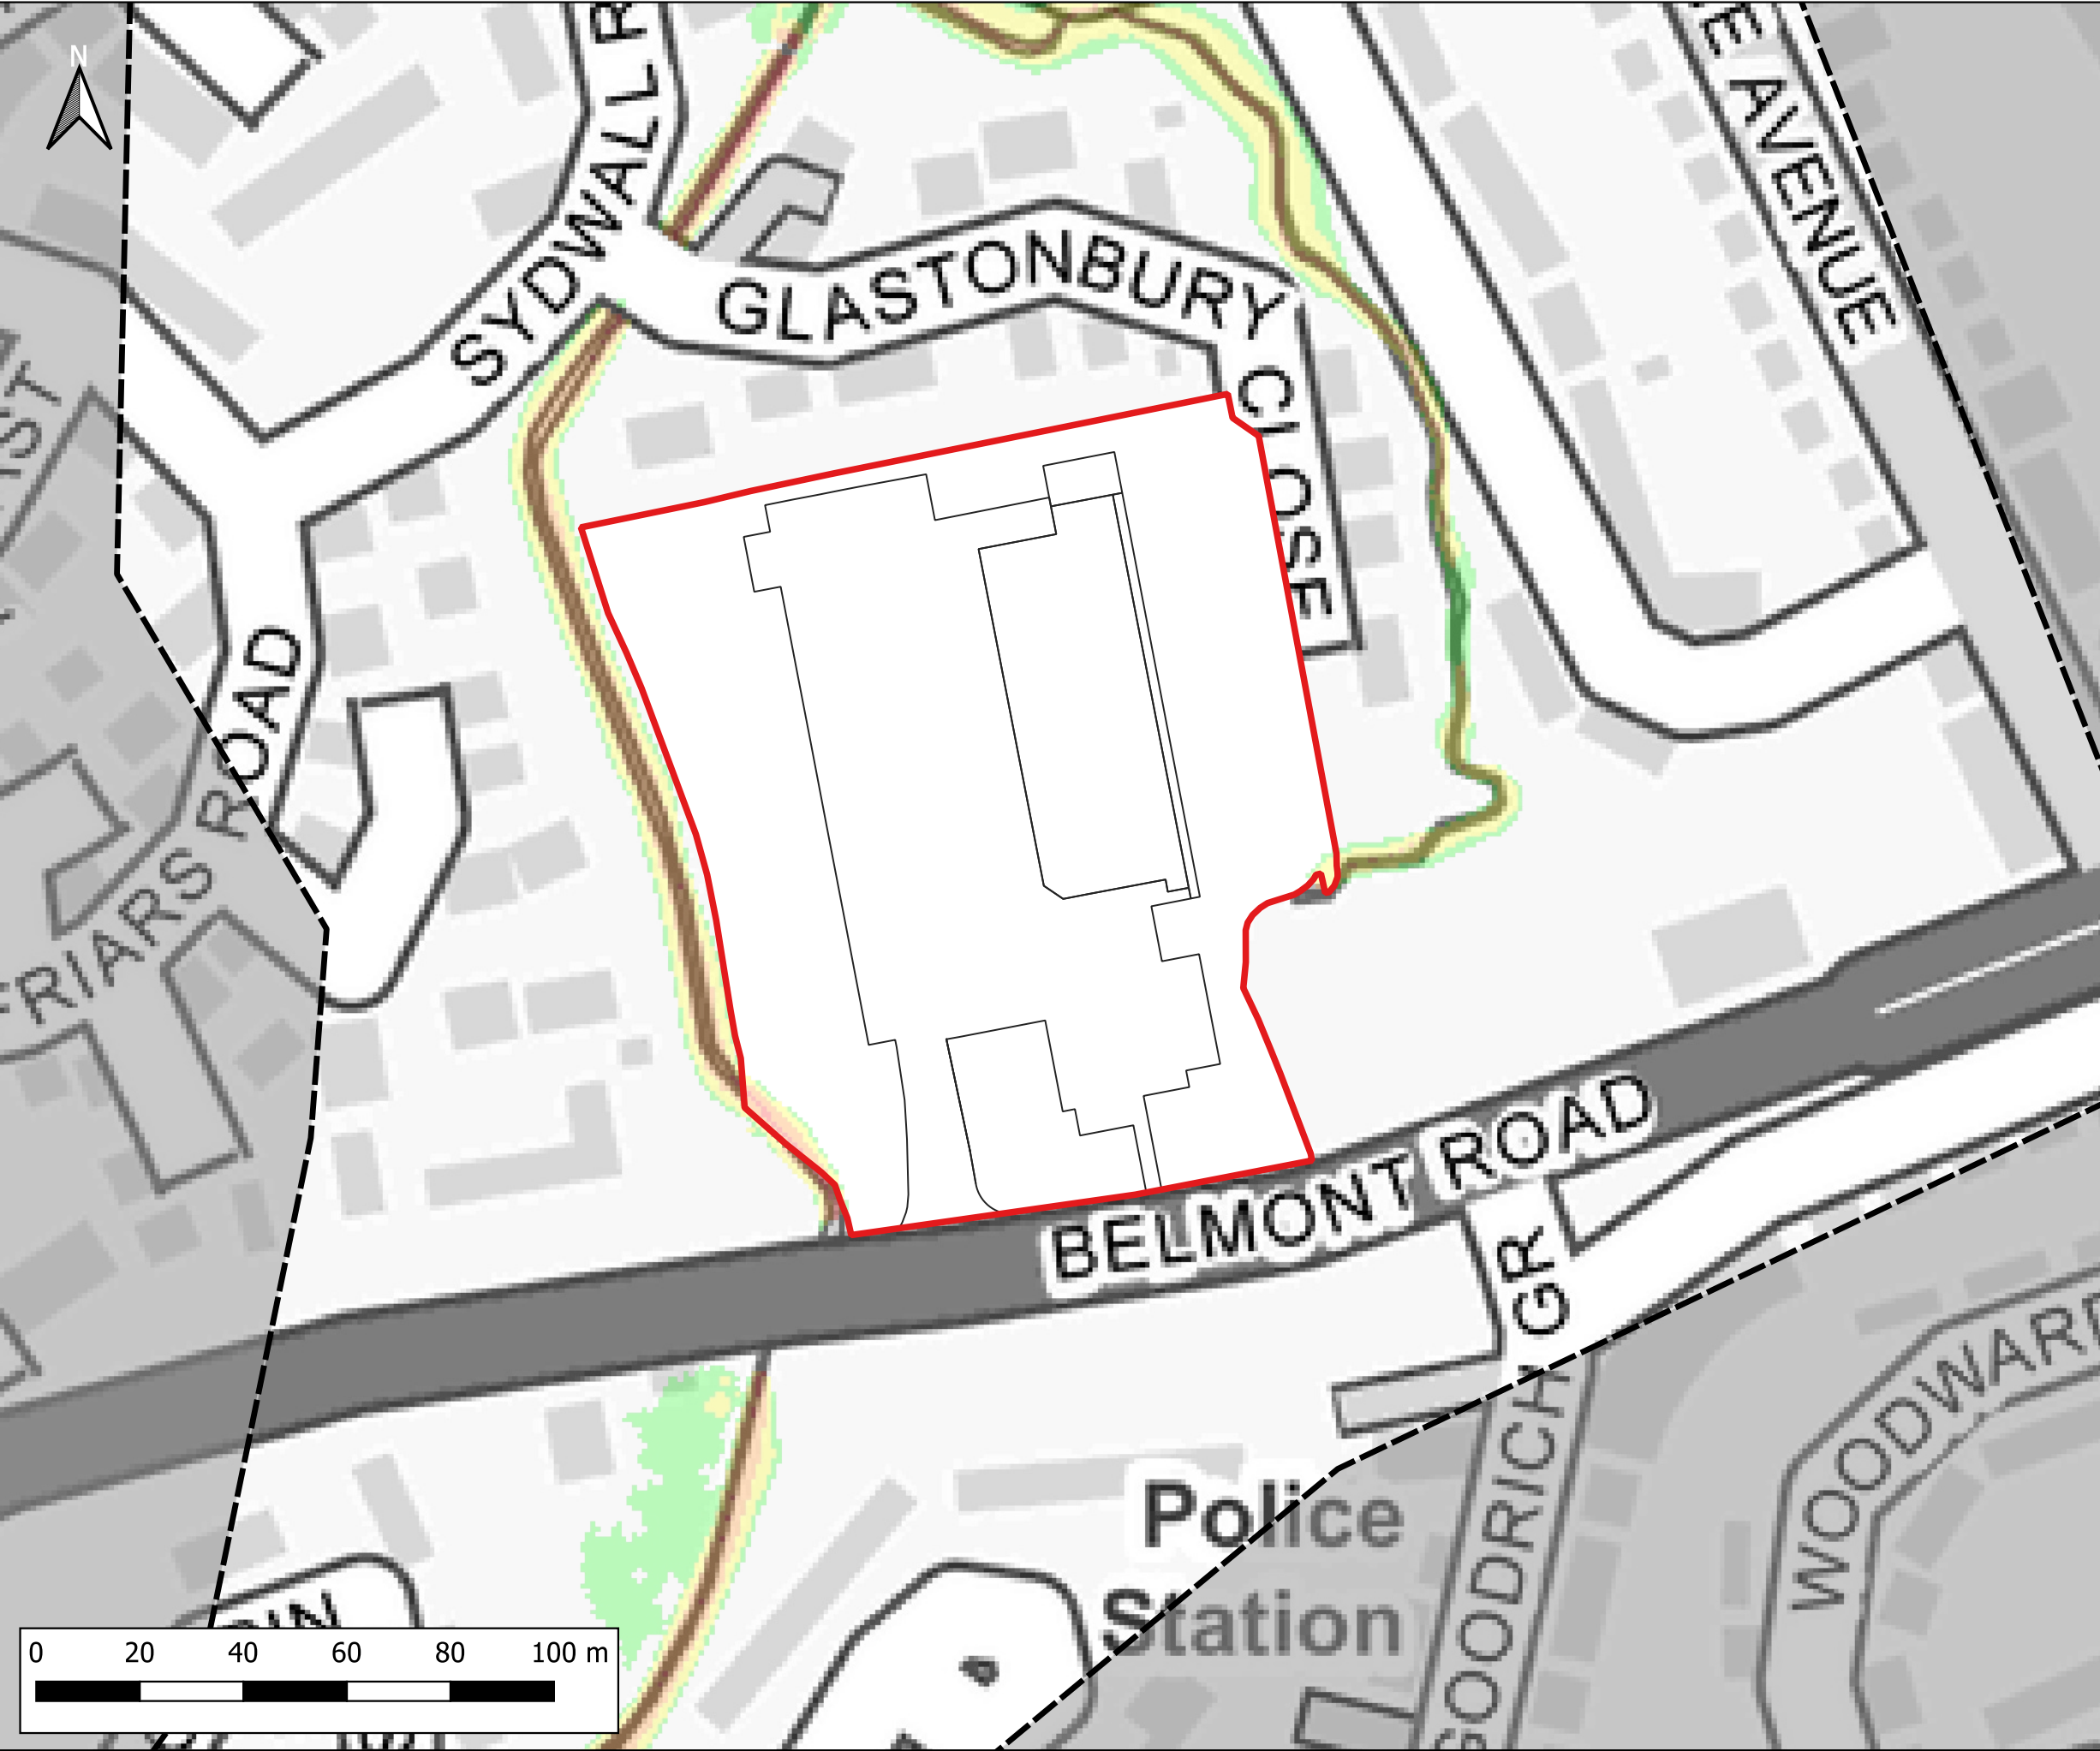 N
SYDWALL R
E AVENUE
GLASTONBURY
CLOSE
ROAD
FRIARS
BELMONT ROAD
GR
GOODRICH
WOODWARD
Police
Station
0 20 40 60 80 100 m